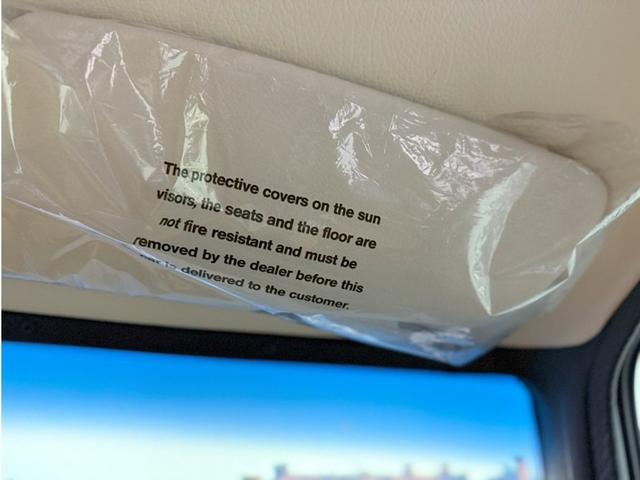 The protective covers on the sun
visors, the seats and the floor are
not fire resistant and must be
removed by the dealer before this
car is delivered to the customer.